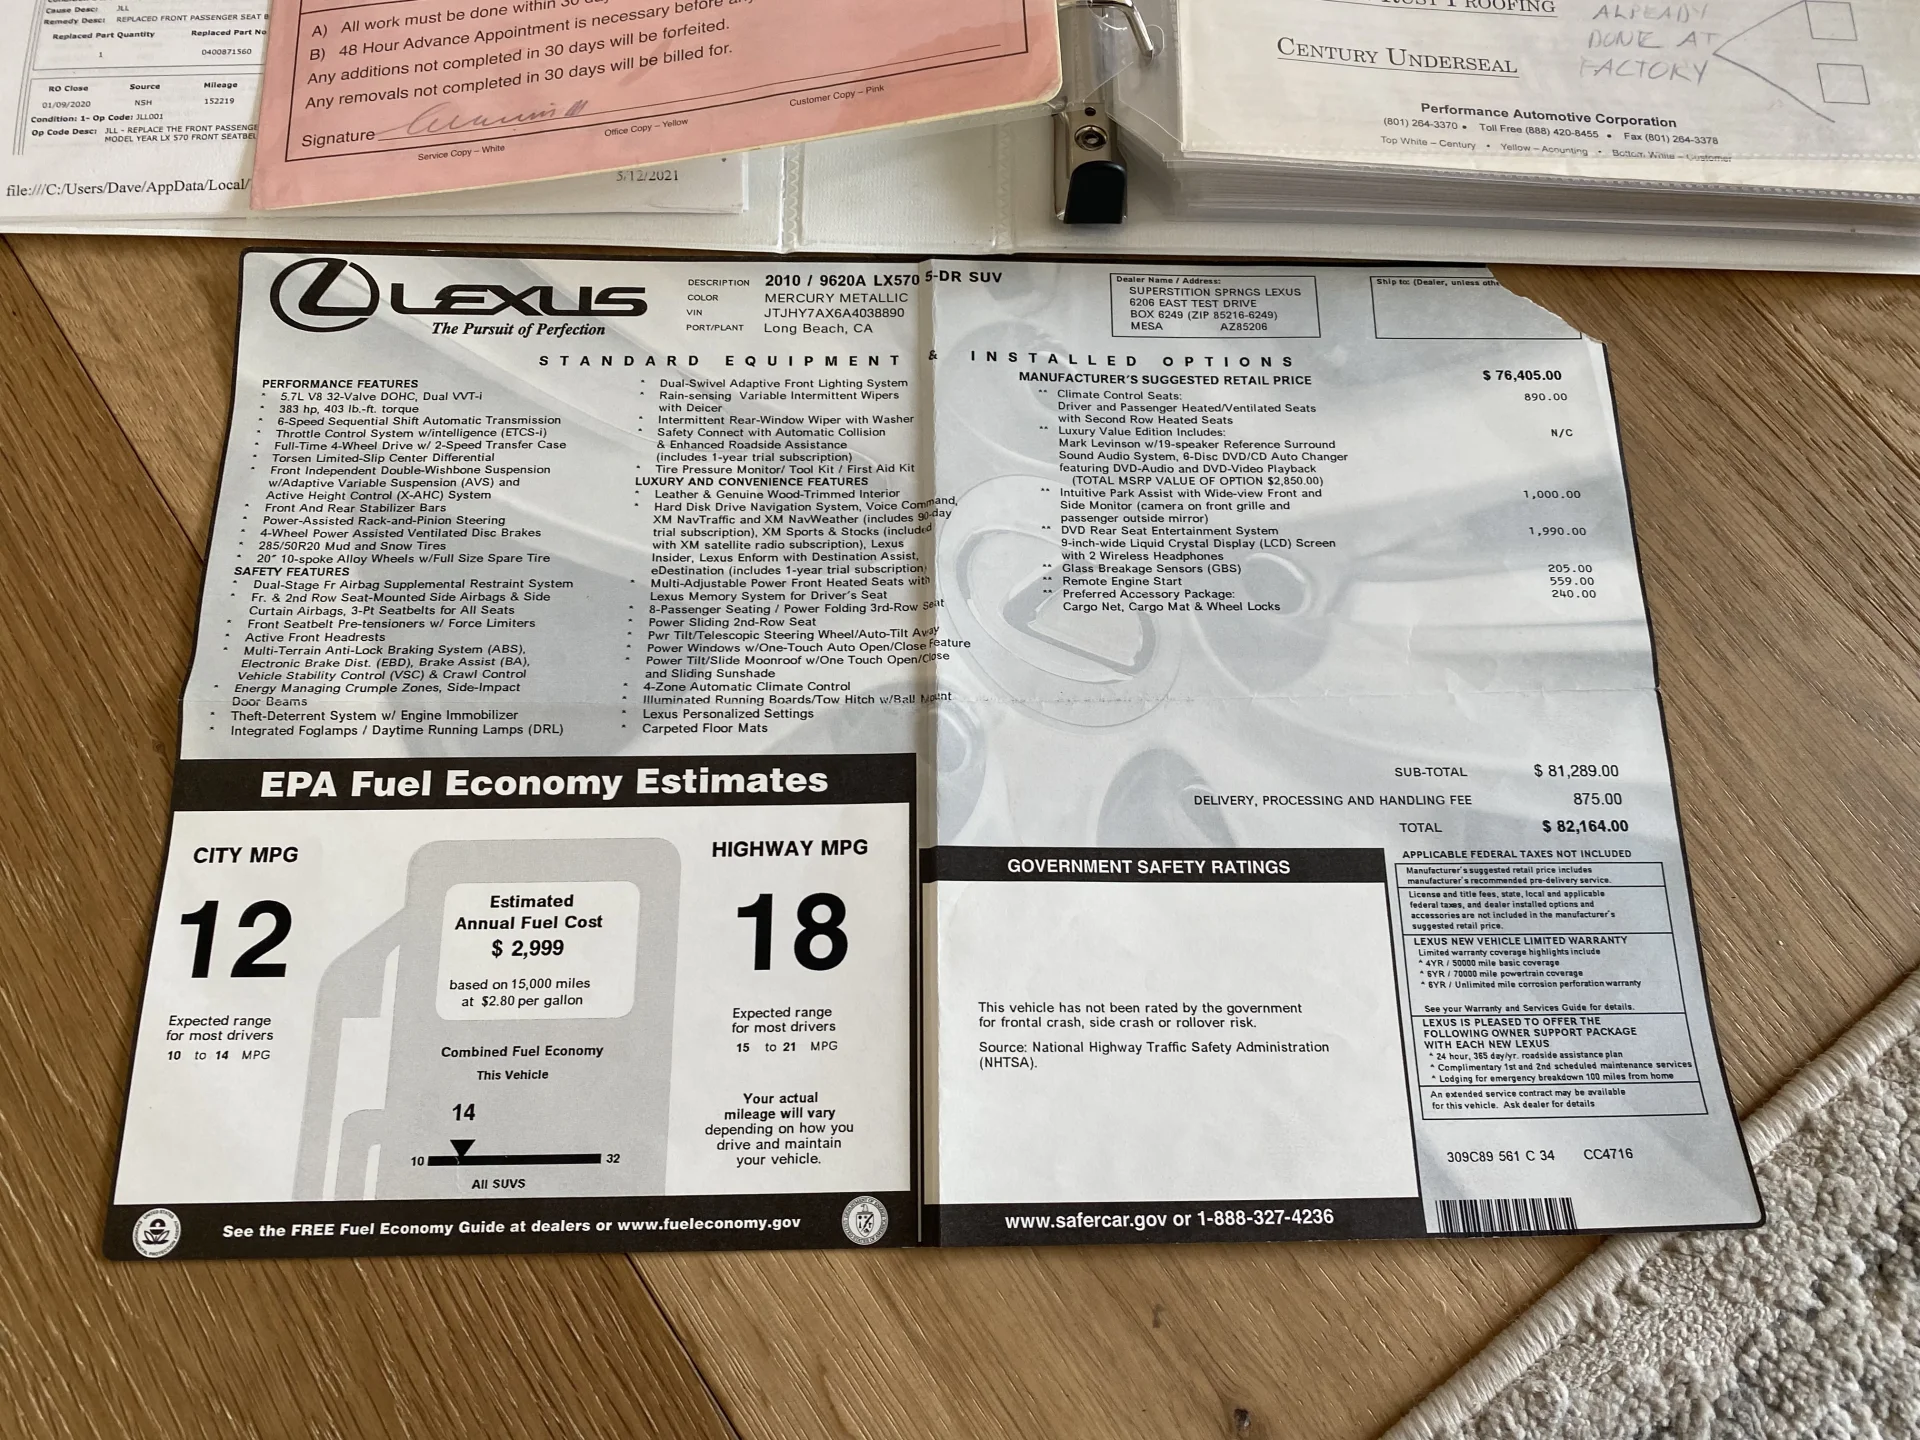 Cause Desc: JLL
Remedy Desc: REPLACED FRONT PASSENGER SEAT B
Replaced Part Quantity Replaced Part No
1 0400871560
RO Close Source Mileage
01/09/2020 NSH 152219
Condition: 1- Op Code: JLL001
Op Code Desc: JLL - REPLACE THE FRONT PASSENGE
MODEL YEAR LX 570 FRONT SEATBEL
file:///C:/Users/Dave/AppData/Local/
5/12/2021
A) All work must be done within 30
B) 48 Hour Advance Appointment is necessary before
Any additions not completed in 30 days will be forfeited.
Any removals not completed in 30 days will be billed for.
Signature
Service Copy – White
Office Copy – Yellow
Customer Copy – Pink
PROOFING
CENTURY UNDERSEAL
ALREADY
DONE AT
FACTORY
Performance Automotive Corporation
(801) 264-3370 • Toll Free (888) 420-8455 • Fax (801) 264-3378
Top White – Century • Yellow – Acounting • Bottom White – Customer
LEXUS
The Pursuit of Perfection
DESCRIPTION 2010 / 9620A LX570 5-DR SUV
COLOR MERCURY METALLIC
VIN JTJHY7AX6A4038890
PORT/PLANT Long Beach, CA
Dealer Name / Address:
SUPERSTITION SPRNGS LEXUS
6206 EAST TEST DRIVE
BOX 6249 (ZIP 85216-6249)
MESA AZ85206
Ship to: (Dealer, unless othe
STANDARD EQUIPMENT & INSTALLED OPTIONS
PERFORMANCE FEATURES
* 5.7L V8 32-Valve DOHC, Dual VVT-i
* 383 hp, 403 lb.-ft. torque
* 6-Speed Sequential Shift Automatic Transmission
* Throttle Control System w/intelligence (ETCS-i)
* Full-Time 4-Wheel Drive w/ 2-Speed Transfer Case
* Torsen Limited-Slip Center Differential
* Front Independent Double-Wishbone Suspension
w/Adaptive Variable Suspension (AVS) and
Active Height Control (X-AHC) System
* Front And Rear Stabilizer Bars
* Power-Assisted Rack-and-Pinion Steering
* 4-Wheel Power Assisted Ventilated Disc Brakes
* 285/50R20 Mud and Snow Tires
* 20" 10-spoke Alloy Wheels w/Full Size Spare Tire
SAFETY FEATURES
* Dual-Stage Fr Airbag Supplemental Restraint System
* Fr. & 2nd Row Seat-Mounted Side Airbags & Side
Curtain Airbags, 3-Pt Seatbelts for All Seats
* Front Seatbelt Pre-tensioners w/ Force Limiters
* Active Front Headrests
* Multi-Terrain Anti-Lock Braking System (ABS),
Electronic Brake Dist. (EBD), Brake Assist (BA),
Vehicle Stability Control (VSC) & Crawl Control
* Energy Managing Crumple Zones, Side-Impact
Door Beams
* Theft-Deterrent System w/ Engine Immobilizer
* Integrated Foglamps / Daytime Running Lamps (DRL)
* Dual-Swivel Adaptive Front Lighting System
* Rain-sensing Variable Intermittent Wipers
with Deicer
* Intermittent Rear-Window Wiper with Washer
* Safety Connect with Automatic Collision
& Enhanced Roadside Assistance
(includes 1-year trial subscription)
* Tire Pressure Monitor/ Tool Kit / First Aid Kit
LUXURY AND CONVENIENCE FEATURES
* Leather & Genuine Wood-Trimmed Interior
* Hard Disk Drive Navigation System, Voice Command,
XM NavTraffic and XM NavWeather (includes 90-day
trial subscription), XM Sports & Stocks (included
with XM satellite radio subscription), Lexus
Insider, Lexus Enform with Destination Assist,
eDestination (includes 1-year trial subscription)
* Multi-Adjustable Power Front Heated Seats with
Lexus Memory System for Driver's Seat
* 8-Passenger Seating / Power Folding 3rd-Row Seat
* Power Sliding 2nd-Row Seat
* Pwr Tilt/Telescopic Steering Wheel/Auto-Tilt Away
* Power Windows w/One-Touch Auto Open/Close Feature
* Power Tilt/Slide Moonroof w/One Touch Open/Close
and Sliding Sunshade
* 4-Zone Automatic Climate Control
* Illuminated Running Boards/Tow Hitch w/Ball Mount
* Lexus Personalized Settings
* Carpeted Floor Mats
MANUFACTURER'S SUGGESTED RETAIL PRICE $ 76,405.00
** Climate Control Seats: 890.00
Driver and Passenger Heated/Ventilated Seats
with Second Row Heated Seats
** Luxury Value Edition Includes: N/C
Mark Levinson w/19-speaker Reference Surround
Sound Audio System, 6-Disc DVD/CD Auto Changer
featuring DVD-Audio and DVD-Video Playback
(TOTAL MSRP VALUE OF OPTION $2,850.00)
** Intuitive Park Assist with Wide-view Front and 1,000.00
Side Monitor (camera on front grille and
passenger outside mirror)
** DVD Rear Seat Entertainment System 1,990.00
9-inch-wide Liquid Crystal Display (LCD) Screen
with 2 Wireless Headphones
** Glass Breakage Sensors (GBS) 205.00
** Remote Engine Start 559.00
** Preferred Accessory Package: 240.00
Cargo Net, Cargo Mat & Wheel Locks
SUB-TOTAL $ 81,289.00
DELIVERY, PROCESSING AND HANDLING FEE 875.00
TOTAL $ 82,164.00
EPA Fuel Economy Estimates
CITY MPG
12
Expected range
for most drivers
10 to 14 MPG
Estimated
Annual Fuel Cost
$ 2,999
based on 15,000 miles
at $2.80 per gallon
Combined Fuel Economy
This Vehicle
14
10 32
All SUVS
HIGHWAY MPG
18
Expected range
for most drivers
15 to 21 MPG
Your actual
mileage will vary
depending on how you
drive and maintain
your vehicle.
See the FREE Fuel Economy Guide at dealers or www.fueleconomy.gov
GOVERNMENT SAFETY RATINGS
This vehicle has not been rated by the government
for frontal crash, side crash or rollover risk.
Source: National Highway Traffic Safety Administration
(NHTSA).
www.safercar.gov or 1-888-327-4236
APPLICABLE FEDERAL TAXES NOT INCLUDED
Manufacturer's suggested retail price includes
manufacturer's recommended pre-delivery service.
License and title fees, state, local and applicable
federal taxes, and dealer installed options and
accessories are not included in the manufacturer's
suggested retail price.
LEXUS NEW VEHICLE LIMITED WARRANTY
Limited warranty coverage highlights include
* 4YR / 50000 mile basic coverage
* 6YR / 70000 mile powertrain coverage
* 6YR / Unlimited mile corrosion perforation warranty
See your Warranty and Services Guide for details.
LEXUS IS PLEASED TO OFFER THE
FOLLOWING OWNER SUPPORT PACKAGE
WITH EACH NEW LEXUS
* 24 hour, 365 day/yr. roadside assistance plan
* Complimentary 1st and 2nd scheduled maintenance services
* Lodging for emergency breakdown 100 miles from home
An extended service contract may be available
for this vehicle. Ask dealer for details
309C89 561 C 34 CC4716